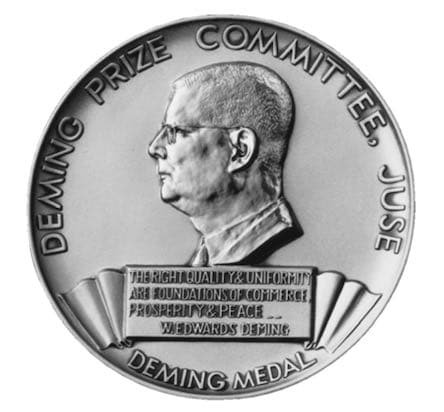 DEMING PRIZE COMMITTEE, JUSE
THE RIGHT QUALITY & UNIFORMITY
ARE FOUNDATIONS OF COMMERCE,
PROSPERITY & PEACE _ _
W. EDWARDS DEMING
DEMING MEDAL